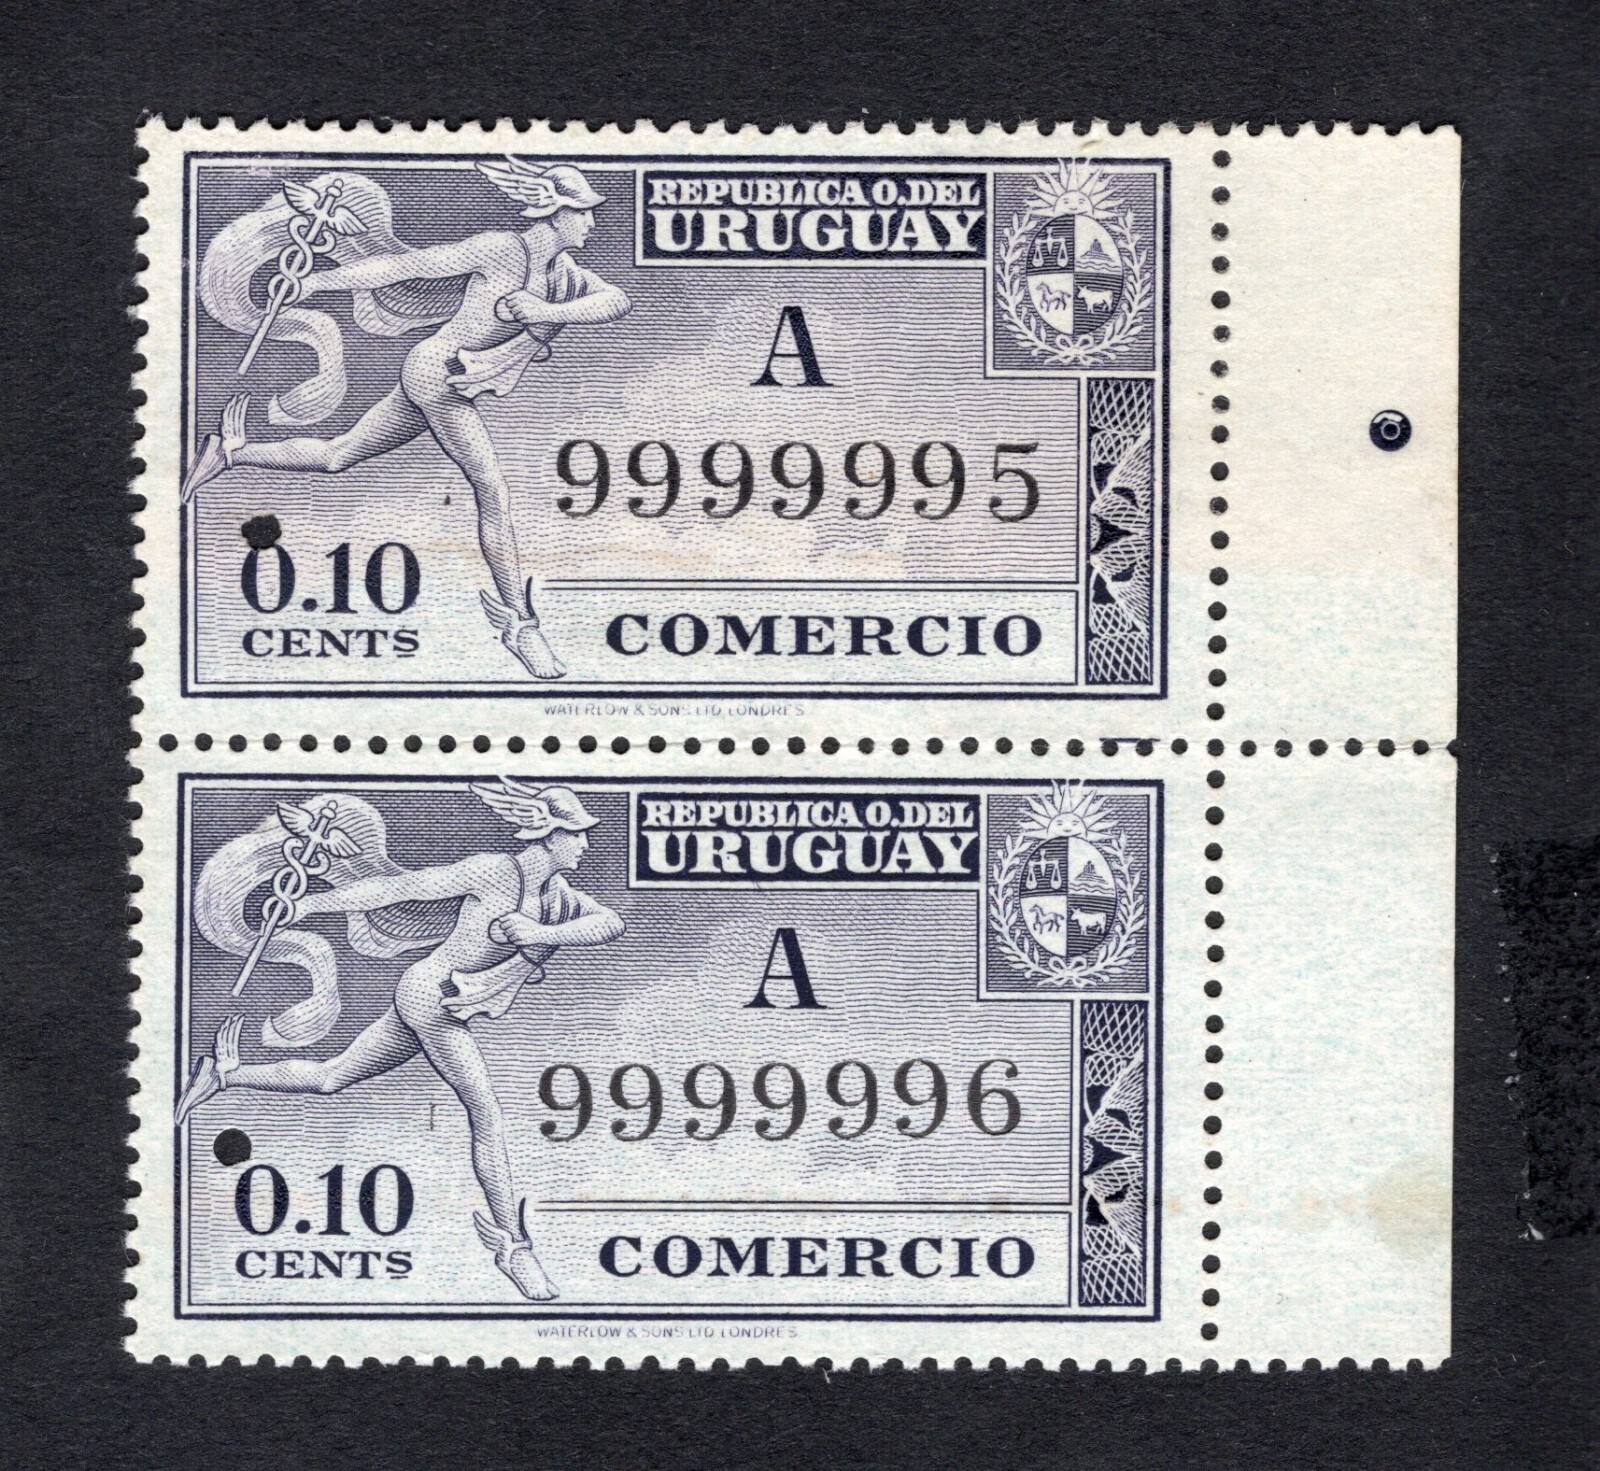 REPUBLICA O. DEL
URUGUAY
A
9999995
0.10
CENTS
COMERCIO
WATERLOW & SONS LTD LONDRES
REPUBLICA O. DEL
URUGUAY
A
9999996
0.10
CENTS
COMERCIO
WATERLOW & SONS LTD LONDRES